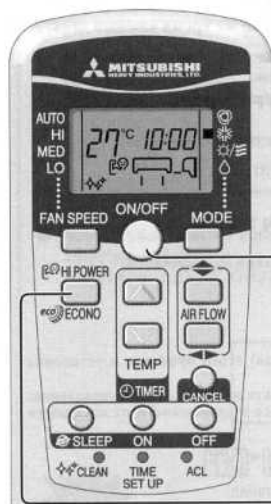 MITSUBISHI
HEAVY INDUSTRIES, LTD.
AUTO
HI
MED
LO
27°C 10:00
FAN SPEED
ON/OFF
MODE
HI POWER
eco ECONO
AIR FLOW
TEMP
TIMER
CANCEL
SLEEP ON OFF
CLEAN TIME SET UP ACL